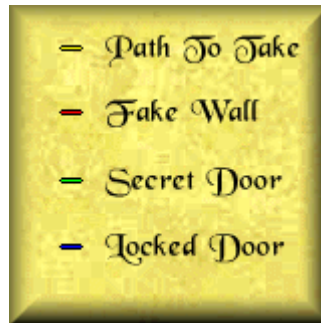 Path To Take
Fake Wall
Secret Door
Locked Door